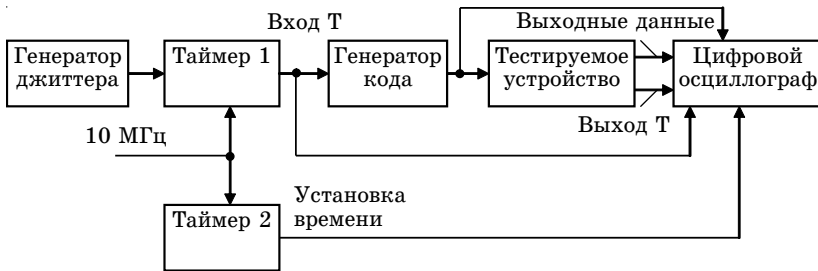 Вход Т
Выходные данные
Генератор
джиттера
Таймер 1
Генератор
кода
Тестируемое
устройство
Цифровой
осциллограф
Выход Т
10 МГц
Установка
времени
Таймер 2